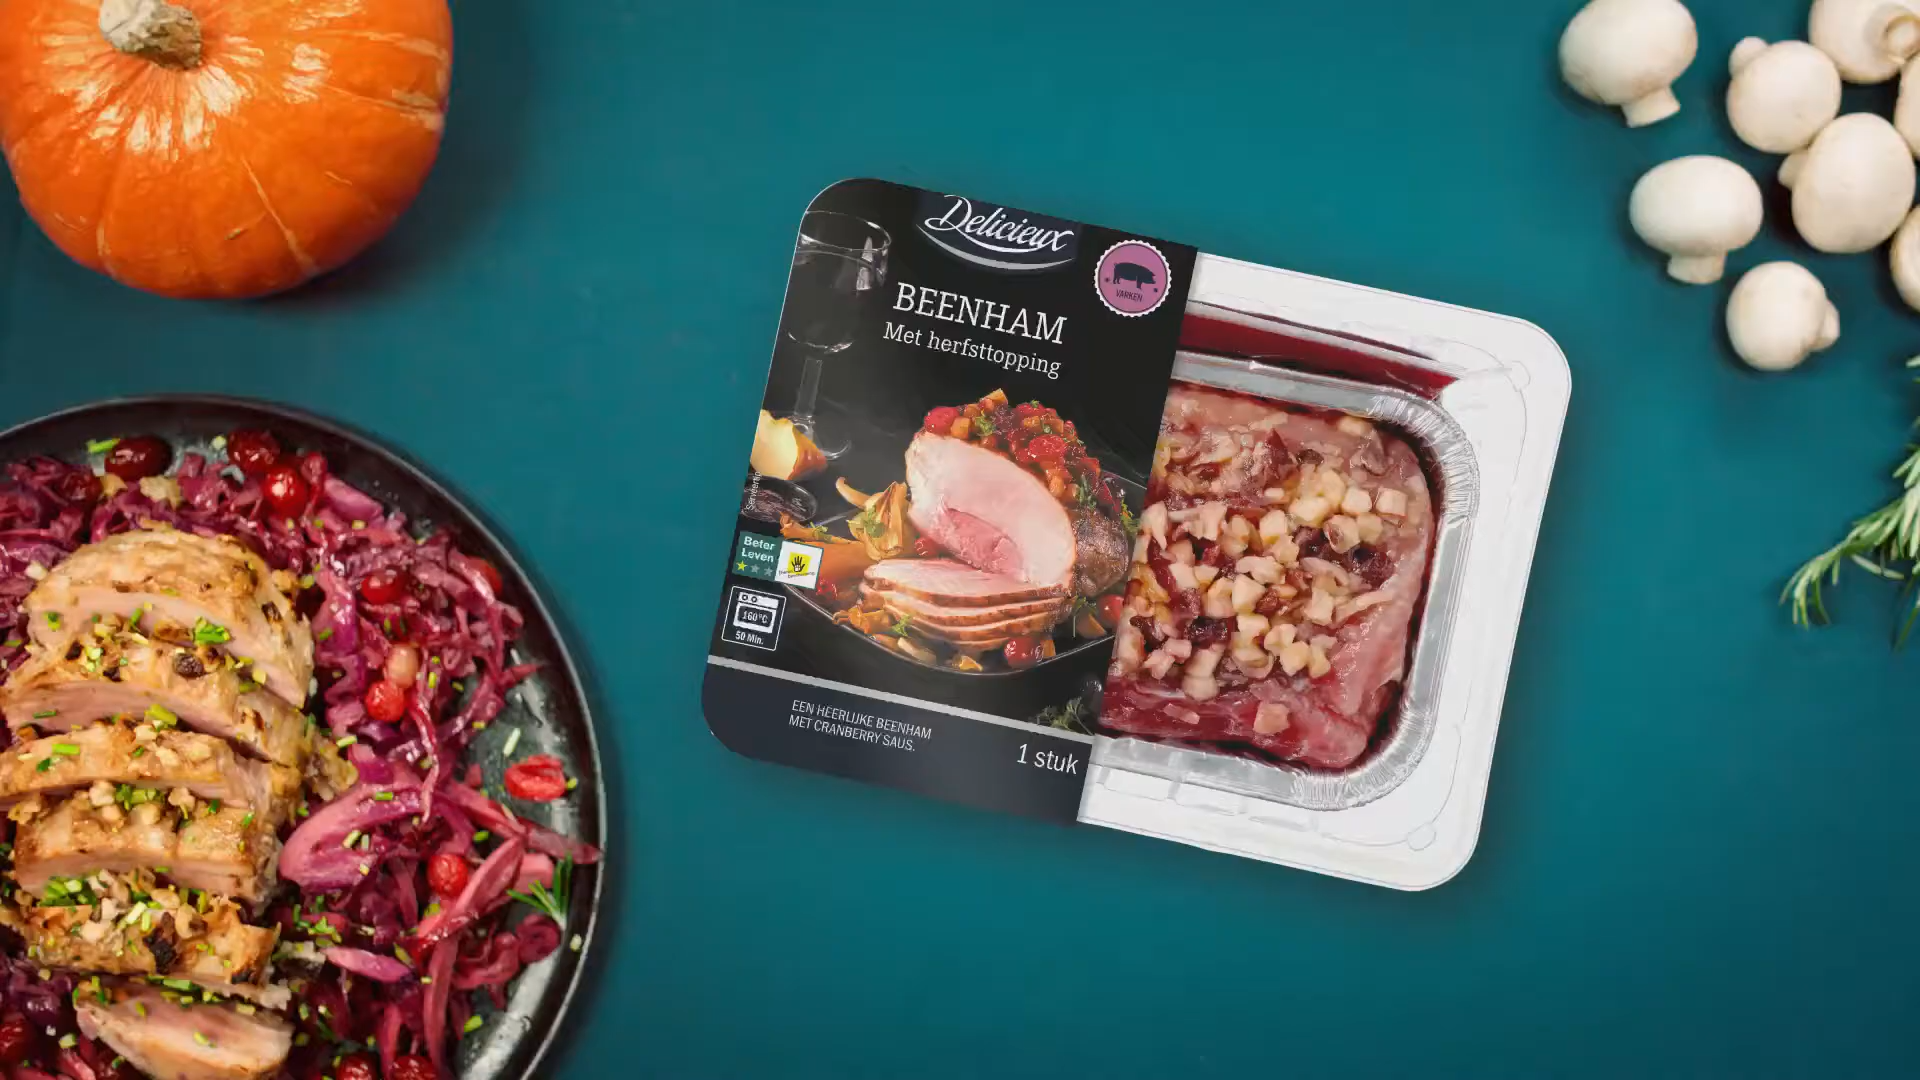 Delicieux
VARKEN
BEENHAM
Met herfsttopping
Beter
Leven
160°C
50 Min.
EEN HEERLIJKE BEENHAM
MET CRANBERRY SAUS.
1 stuk